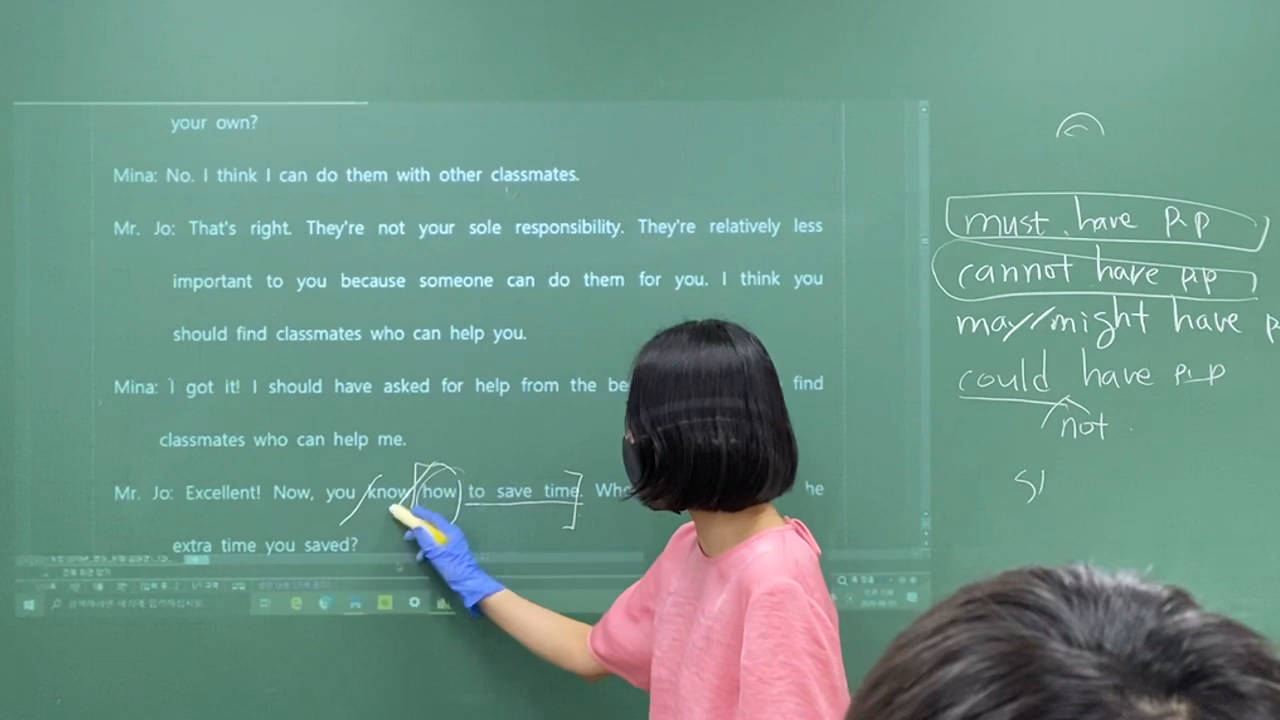 your own?
Mina: No. I think I can do them with other classmates.
Mr. Jo: That's right. They're not your sole responsibility. They're relatively less
important to you because someone can do them for you. I think you
should find classmates who can help you.
Mina: I got it! I should have asked for help from the find
classmates who can help me.
Mr. Jo: Excellent! Now, you know how to save time. he
extra time you saved?
must have p.p
cannot have p.p
may/might have
could have p.p
not